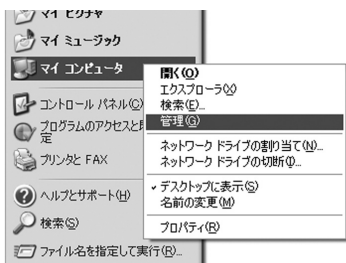 マイ ピクチャ
マイ ミュージック
マイ コンピュータ
コントロール パネル(C)
プログラムのアクセスと
定
プリンタと FAX
ヘルプとサポート(H)
検索(S)
ファイル名を指定して実行(R)...
開く(O)
エクスプローラ(X)
検索(E)...
管理(G)
ネットワーク ドライブの割り当て(N)...
ネットワーク ドライブの切断(I)...
デスクトップに表示(S)
名前の変更(M)
プロパティ(R)